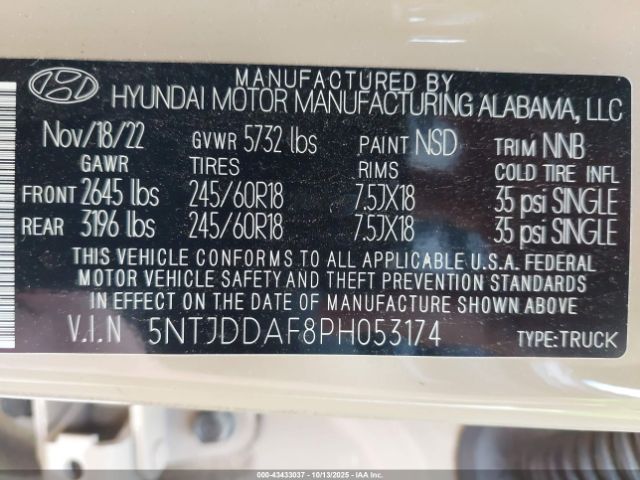 MANUFACTURED BY
HYUNDAI MOTOR MANUFACTURING ALABAMA, LLC
Nov/18/22 GVWR 5732 lbs PAINT NSD TRIM NNB
GAWR TIRES RIMS COLD TIRE INFL
FRONT 2645 lbs 245/60R18 7.5JX18 35 psi SINGLE
REAR 3196 lbs 245/60R18 7.5JX18 35 psi SINGLE
THIS VEHICLE CONFORMS TO ALL APPLICABLE U.S.A. FEDERAL
MOTOR VEHICLE SAFETY AND THEFT PREVENTION STANDARDS
IN EFFECT ON THE DATE OF MANUFACTURE SHOWN ABOVE.
V.I.N 5NTJDDAF8PH053174 TYPE:TRUCK
000-43433037 - 10/13/2025 - IAAI.COM